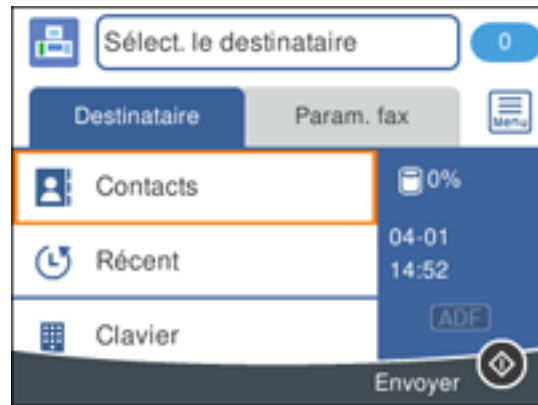 Sélect. le destinataire
0
Destinataire
Param. fax
Menu
Contacts
0%
Récent
04-01
14:52
Clavier
ADF
Envoyer